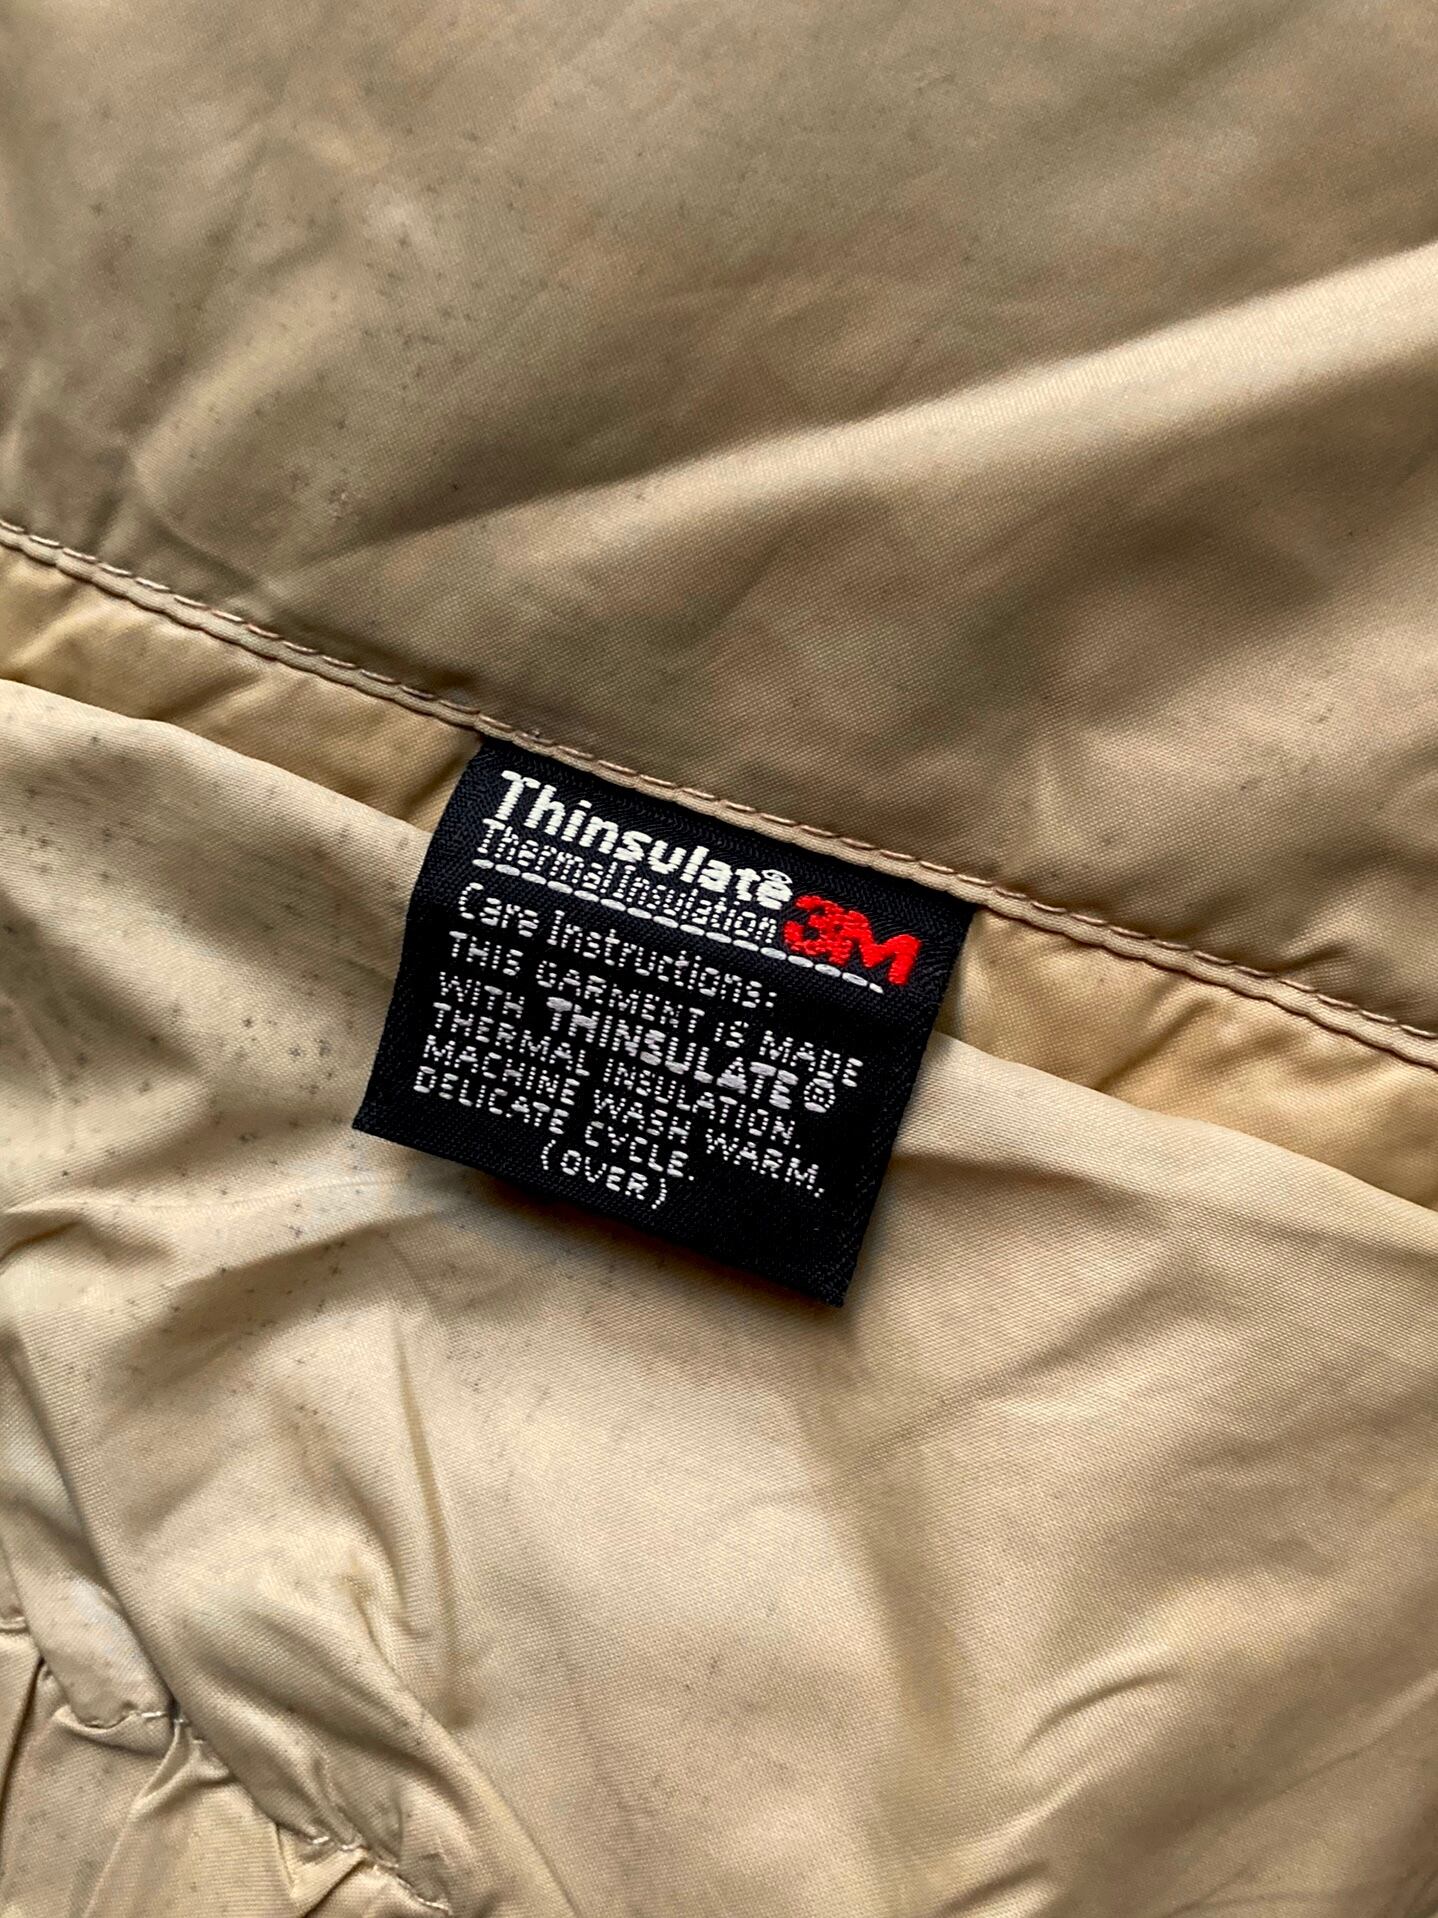 Thinsulate®
Thermal Insulation 3M
Care Instructions:
THIS GARMENT IS MADE
WITH THINSULATE®
THERMAL INSULATION.
MACHINE WASH WARM,
DELICATE CYCLE.
(OVER)